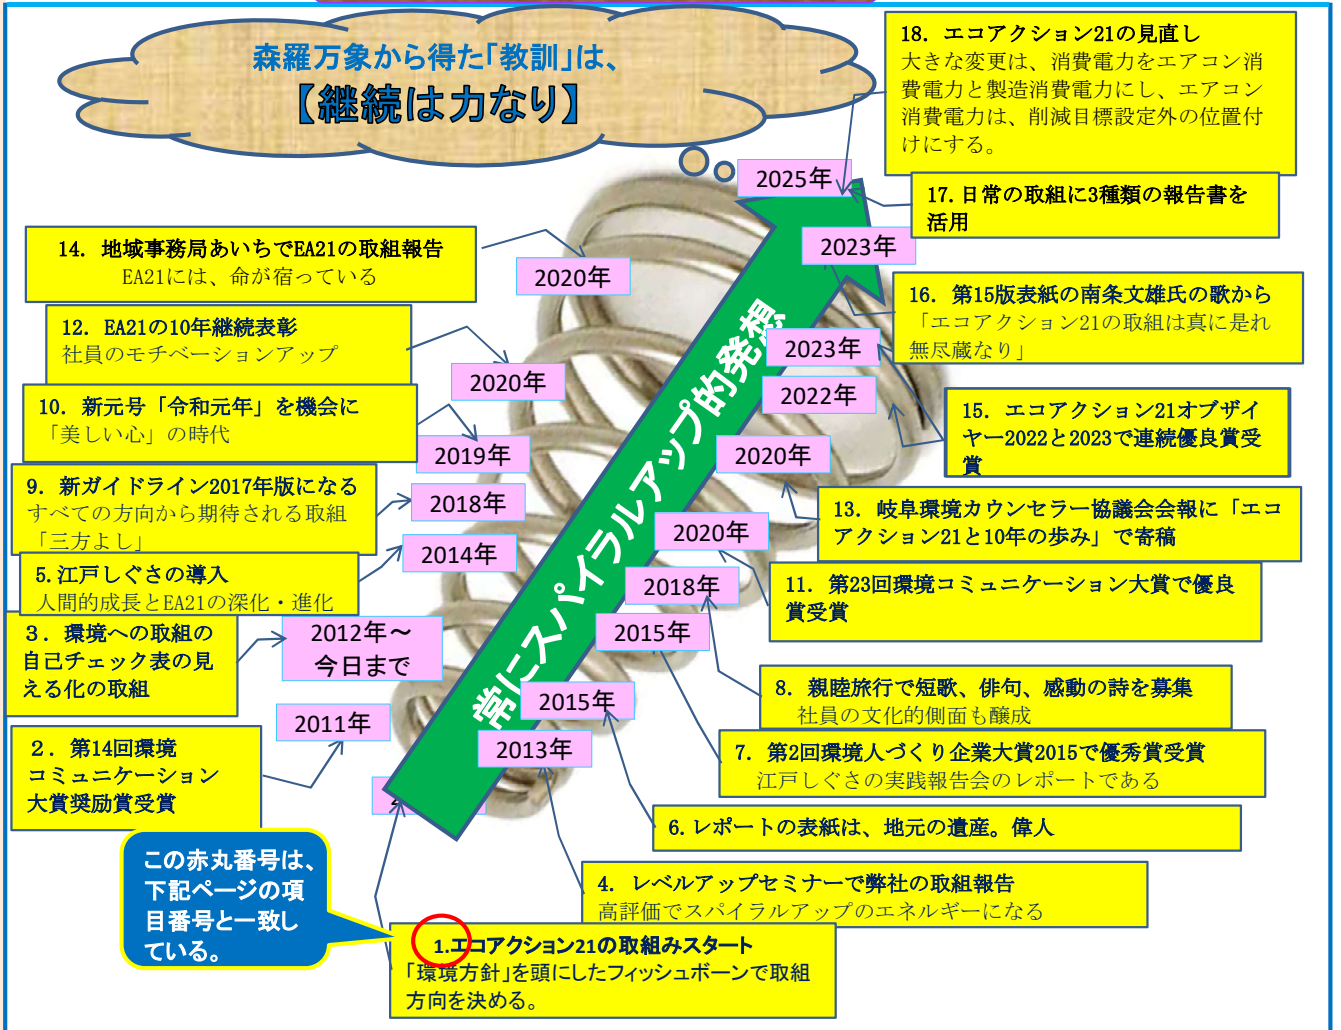 森羅万象から得た「教訓」は、
【継続は力なり】
18. エコアクション21の見直し
大きな変更は、消費電力をエアコン消
費電力と製造消費電力にし、エアコン
消費電力は、削減目標設定外の位置付
けにする。
2025年
17. 日常の取組に3種類の報告書を
活用
2023年
14. 地域事務局あいちでEA21の取組報告
EA21には、命が宿っている
2020年
16. 第15版表紙の南条文雄氏の歌から
「エコアクション21の取組は真に是れ
無尽蔵なり」
12. EA21の10年継続表彰
社員のモチベーションアップ
2020年
2023年
2022年
15. エコアクション21オブザイ
ヤー2022と2023で連続優良賞受
賞
10. 新元号「令和元年」を機会に
「美しい心」の時代
2019年
2020年
13. 岐阜環境カウンセラー協議会会報に「エコ
アクション21と10年の歩み」で寄稿
9. 新ガイドライン2017年版になる
すべての方向から期待される取組
「三方よし」
2018年
2020年
11. 第23回環境コミュニケーション大賞で優良
賞受賞
5. 江戸しぐさの導入
人間的成長とEA21の深化・進化
2014年
2018年
8. 親睦旅行で短歌、俳句、感動の詩を募集
社員の文化的側面も醸成
3. 環境への取組の
自己チェック表の見
える化の取組
2012年～
今日まで
2015年
7. 第2回環境人づくり企業大賞2015で優秀賞受賞
江戸しぐさの実践報告会のレポートである
2. 第14回環境
コミュニケーション
大賞奨励賞受賞
2011年
2015年
6. レポートの表紙は、地元の遺産。偉人
2013年
4. レベルアップセミナーで弊社の取組報告
高評価でスパイラルアップのエネルギーになる
常にスパイラルアップ的発想
この赤丸番号は、
下記ページの項
目番号と一致し
ている。
1.エコアクション21の取組みスタート
「環境方針」を頭にしたフィッシュボーンで取組
方向を決める。